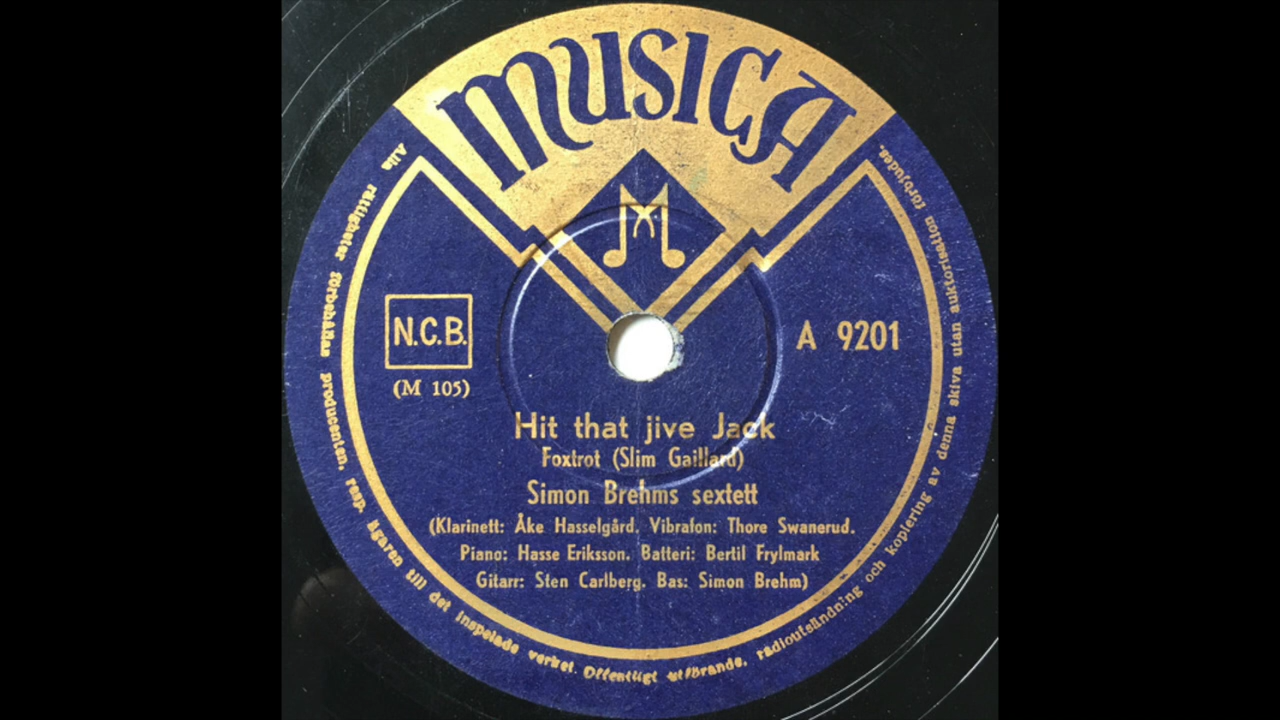 MUSICA
M
N.C.B.
(M 105)
A 9201
Hit that jive Jack
Foxtrot (Slim Gaillard)
Simon Brehms sextett
(Klarinett: Åke Hasselgård. Vibrafon: Thore Swanerud.
Piano: Hasse Eriksson. Batteri: Bertil Frylmark
Gitarr: Sten Carlberg. Bas: Simon Brehm)
Alla rättigheter förbehållas producenten, resp. ägaren till det inspelade verket. Offentligt utförande, radioutsändning och kopiering av denna skiva utan auktorisation förbjudes.